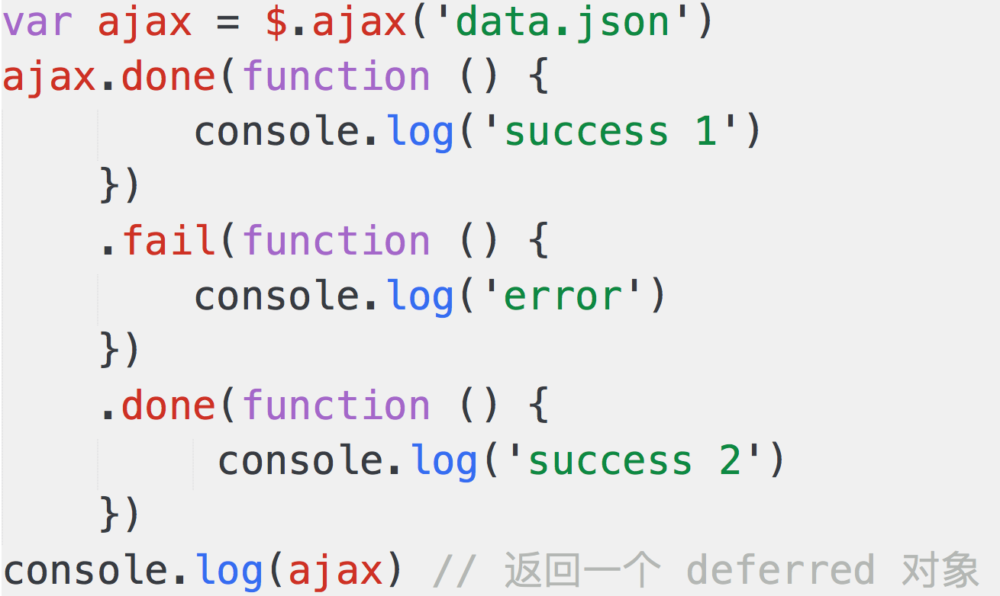 var ajax = $.ajax('data.json')
ajax.done(function () {
        console.log('success 1')
    })
    .fail(function () {
        console.log('error')
    })
    .done(function () {
         console.log('success 2')
    })
console.log(ajax) // 返回一个 deferred 对象